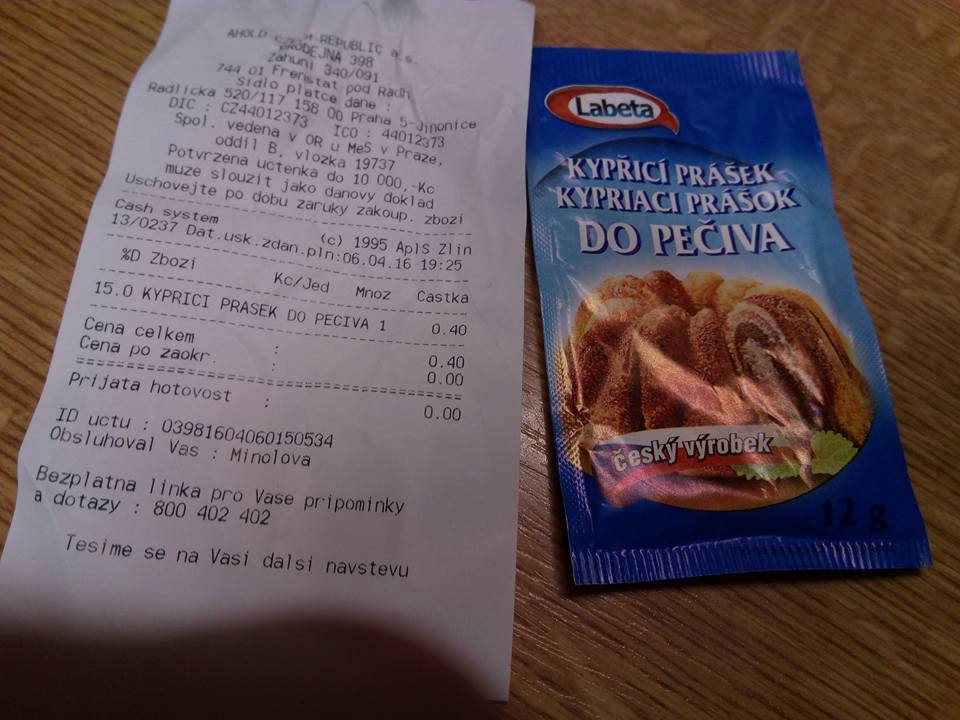 AHOLD REPUBLIC a.s.
PRODEJNA 398
Zahuni 340/091
744 01 Frenstat pod Radh
Sidlo platce dane :
Radlicka 520/117 158 00 Praha 5-Jinonice
DIC : CZ44012373 ICO : 44012373
Spol. vedena v OR u MeS v Praze,
oddil B, vlozka 19737
Potvrzena uctenka do 10 000,-Kc
muze slouzit jako danovy doklad
Uschovejte po dobu zaruky zakoup. zbozi
Cash system (c) 1995 AplS Zlin
13/0237 Dat.usk.zdan.pln:06.04.16 19:25
%D Zbozi Kc/Jed Mnoz Castka
15.0 KYPRICI PRASEK DO PECIVA 1 0.40
Cena celkem : 0.40
Cena po zaokr. : 0.00
Prijata hotovost : 0.00
ID uctu : 03981604060150534
Obsluhoval Vas : Minolova
Bezplatna linka pro Vase pripominky
a dotazy : 800 402 402
Tesime se na Vasi dalsi navstevu
Labeta
KYPŘICÍ PRÁŠEK
KYPRIACI PRÁŠOK
DO PEČIVA
český výrobek
12 g